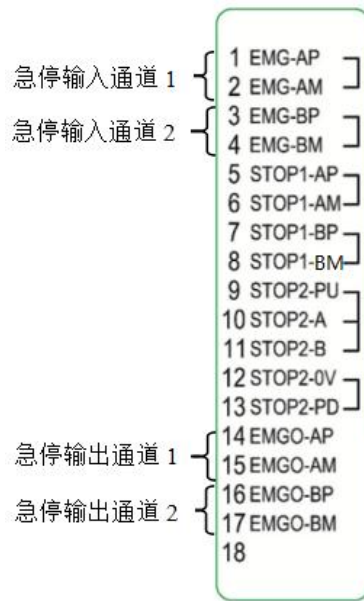 急停输入通道 1
急停输入通道 2
急停输出通道 1
急停输出通道 2
1 EMG-AP
2 EMG-AM
3 EMG-BP
4 EMG-BM
5 STOP1-AP
6 STOP1-AM
7 STOP1-BP
8 STOP1-BM
9 STOP2-PU
10 STOP2-A
11 STOP2-B
12 STOP2-0V
13 STOP2-PD
14 EMGO-AP
15 EMGO-AM
16 EMGO-BP
17 EMGO-BM
18